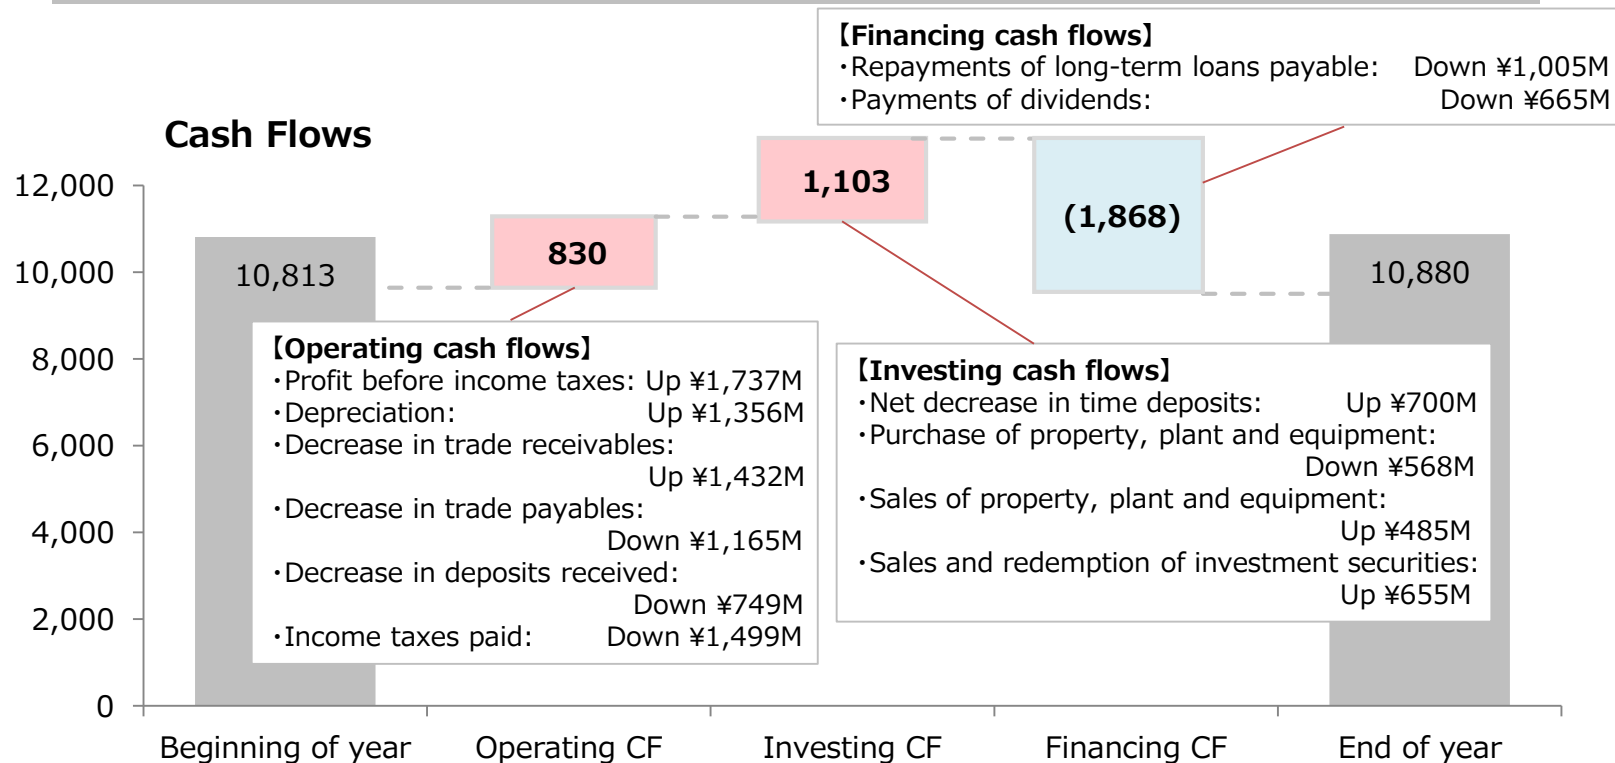 【Financing cash flows】
・Repayments of long-term loans payable: Down ¥1,005M
・Payments of dividends: Down ¥665M
Cash Flows
12,000
10,000
8,000
6,000
4,000
2,000
0
10,813
830
1,103
(1,868)
10,880
【Operating cash flows】
・Profit before income taxes: Up ¥1,737M
・Depreciation: Up ¥1,356M
・Decrease in trade receivables:
Up ¥1,432M
・Decrease in trade payables:
Down ¥1,165M
・Decrease in deposits received:
Down ¥749M
・Income taxes paid: Down ¥1,499M
【Investing cash flows】
・Net decrease in time deposits: Up ¥700M
・Purchase of property, plant and equipment:
Down ¥568M
・Sales of property, plant and equipment:
Up ¥485M
・Sales and redemption of investment securities:
Up ¥655M
Beginning of year
Operating CF
Investing CF
Financing CF
End of year